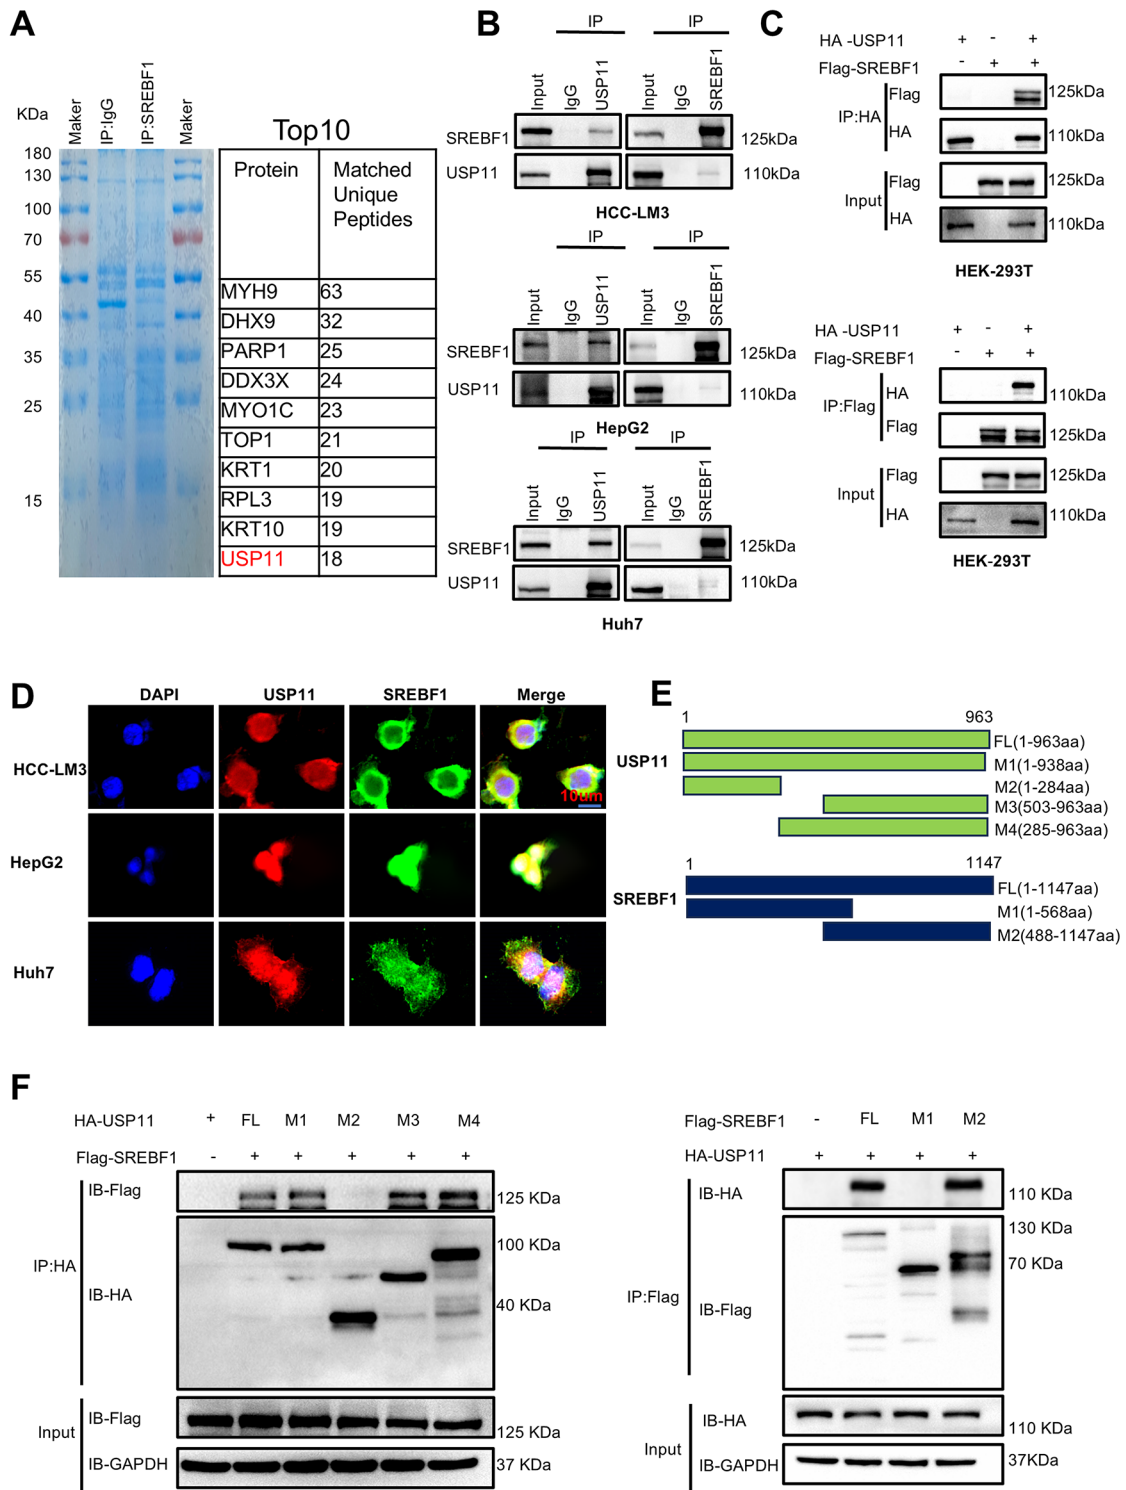 A
KDa
Maker
IP:IgG
IP:SREBF1
Maker
180
130
100
70
55
40
35
25
15
Top10
Protein Matched Unique Peptides
MYH9 63
DHX9 32
PARP1 25
DDX3X 24
MYO1C 23
TOP1 21
KRT1 20
RPL3 19
KRT10 19
USP11 18
B
IP IP
Input IgG USP11 Input IgG SREBF1
SREBF1 125kDa
USP11 110kDa
HCC-LM3
IP IP
Input IgG USP11 Input IgG SREBF1
SREBF1 125kDa
USP11 110kDa
HepG2
IP IP
Input IgG USP11 Input IgG SREBF1
SREBF1 125kDa
USP11 110kDa
Huh7
C
HA -USP11 + - +
Flag-SREBF1 - + +
IP:HA
Flag 125kDa
HA 110kDa
Input
Flag 125kDa
HA 110kDa
HEK-293T
HA -USP11 + - +
Flag-SREBF1 - + +
IP:Flag
HA 110kDa
Flag 125kDa
Input
Flag 125kDa
HA 110kDa
HEK-293T
D
DAPI USP11 SREBF1 Merge
HCC-LM3
10um
HepG2
Huh7
E
1 963
USP11
FL(1-963aa)
M1(1-938aa)
M2(1-284aa)
M3(503-963aa)
M4(285-963aa)
1 1147
SREBF1
FL(1-1147aa)
M1(1-568aa)
M2(488-1147aa)
F
HA-USP11 + FL M1 M2 M3 M4
Flag-SREBF1 - + + + + +
IP:HA
IB-Flag 125 KDa
100 KDa
IB-HA
40 KDa
Input
IB-Flag 125 KDa
IB-GAPDH 37 KDa
Flag-SREBF1 - FL M1 M2
HA-USP11 + + + +
IP:Flag
IB-HA 110 KDa
130 KDa
70 KDa
IB-Flag
Input
IB-HA 110 KDa
IB-GAPDH 37KDa